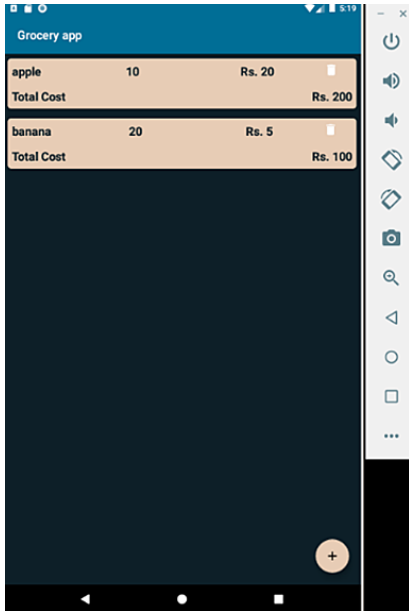 5:19
Grocery app
apple 10 Rs. 20
Total Cost Rs. 200
banana 20 Rs. 5
Total Cost Rs. 100
+